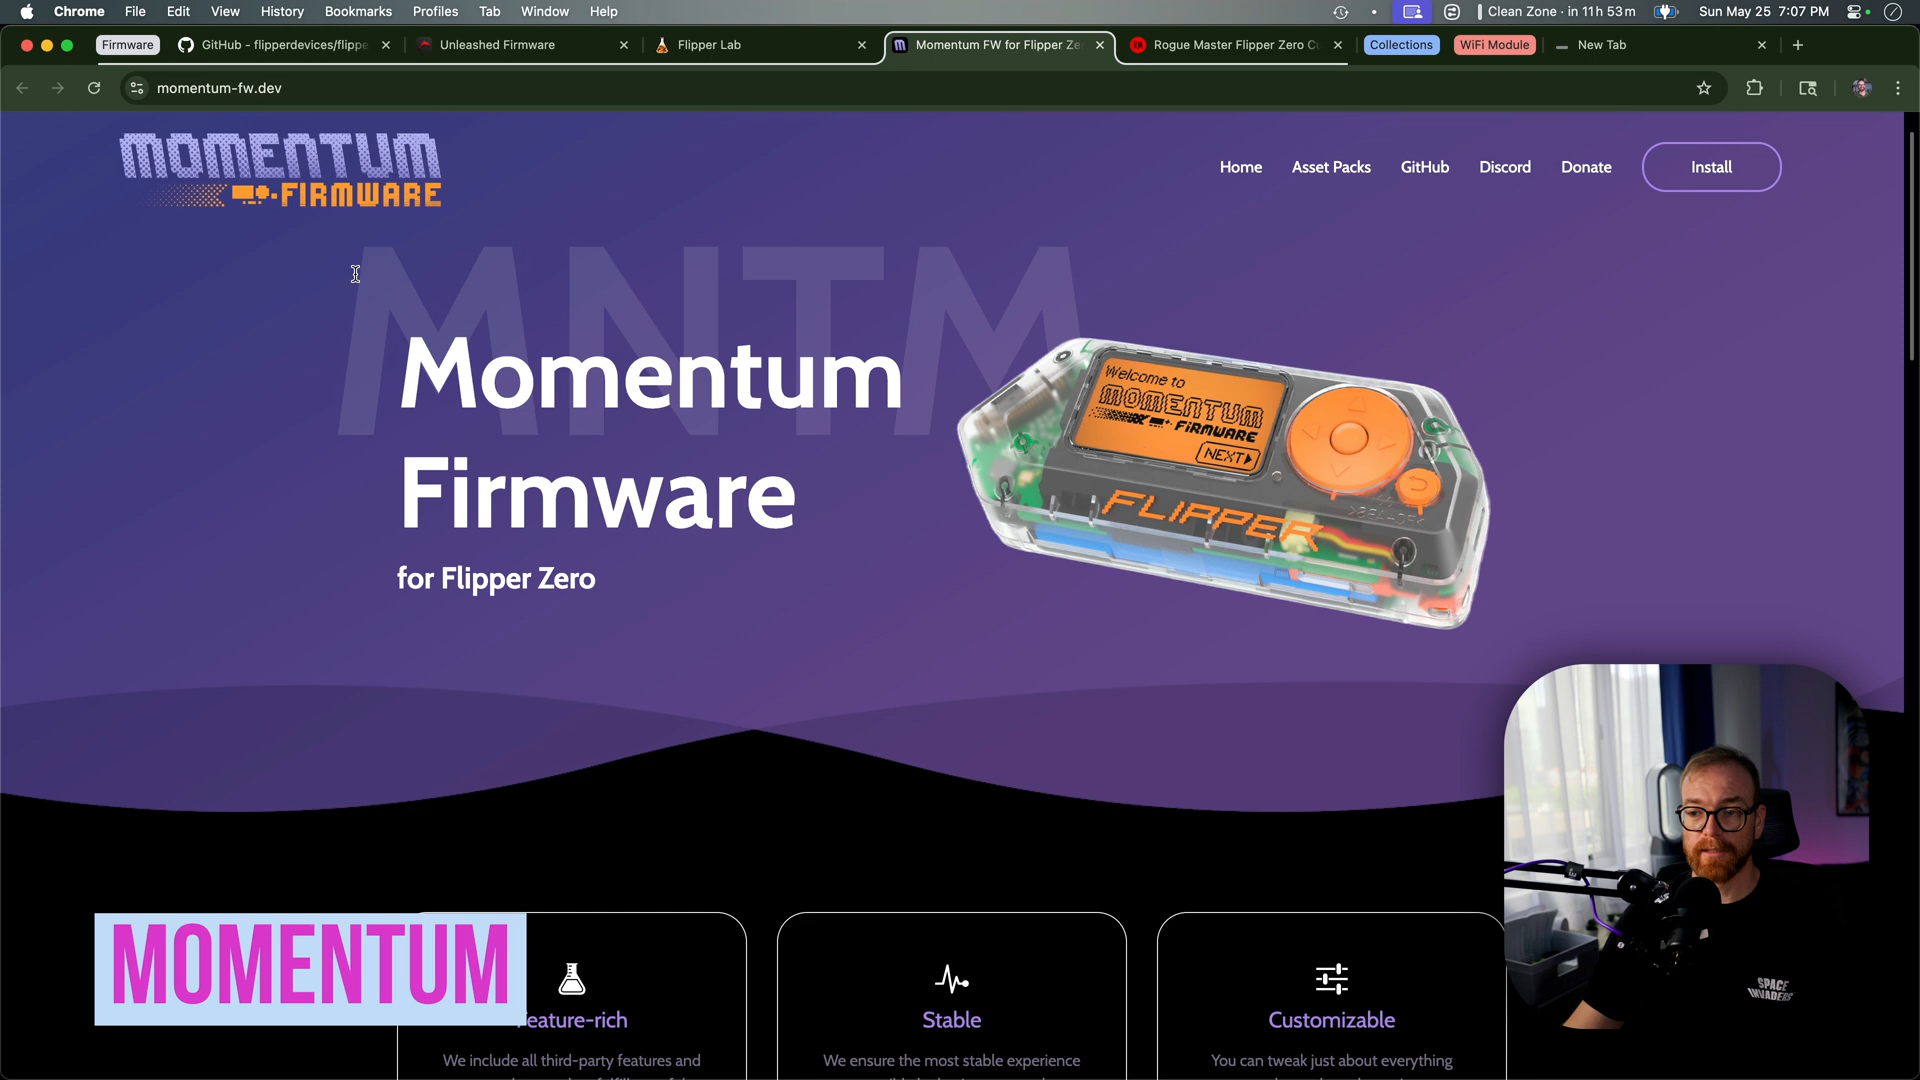 Chrome File Edit View History Bookmarks Profiles Tab Window Help Clean Zone · in 11h 53m Sun May 25 7:07 PM
Firmware GitHub - flipperdevices/flippe Unleashed Firmware Flipper Lab Momentum FW for Flipper Ze Rogue Master Flipper Zero Cu Collections WiFi Module New Tab
momentum-fw.dev
MOMENTUM
FIRMWARE
Home Asset Packs GitHub Discord Donate Install
MNTM
Momentum
Firmware
for Flipper Zero
Welcome to
MOMENTUM
FIRMWARE
NEXT
FLIPPER
MOMENTUM
Feature-rich
Stable
Customizable
We include all third-party features and
We ensure the most stable experience
You can tweak just about everything
SPACE
INVADERS